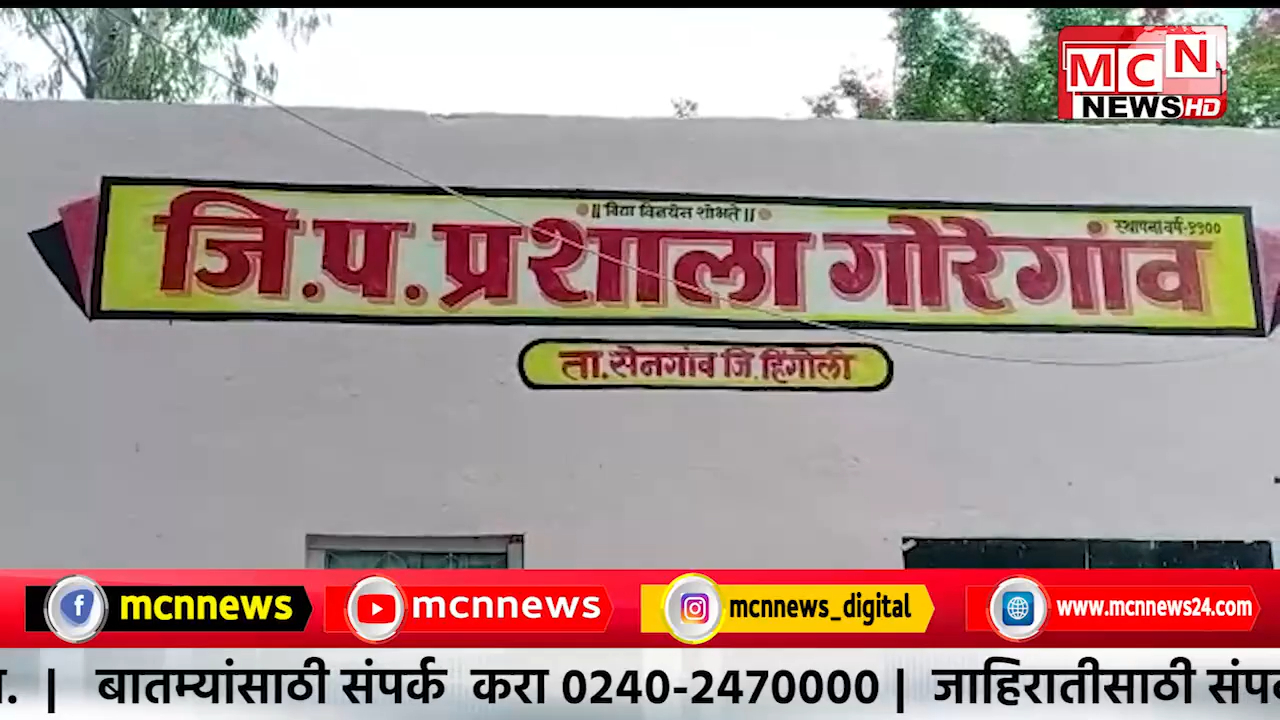 MCN
NEWS HD
॥ विद्या विनयेन शोभते ॥
स्थापना वर्ष-१९००
जि.प.प्रशाला गोरेगांव
ता.सेनगांव जि.हिंगोली
mcnnews
mcnnews
mcnnews_digital
www.mcnnews24.com
| बातम्यांसाठी संपर्क करा 0240-2470000 | जाहिरातीसाठी